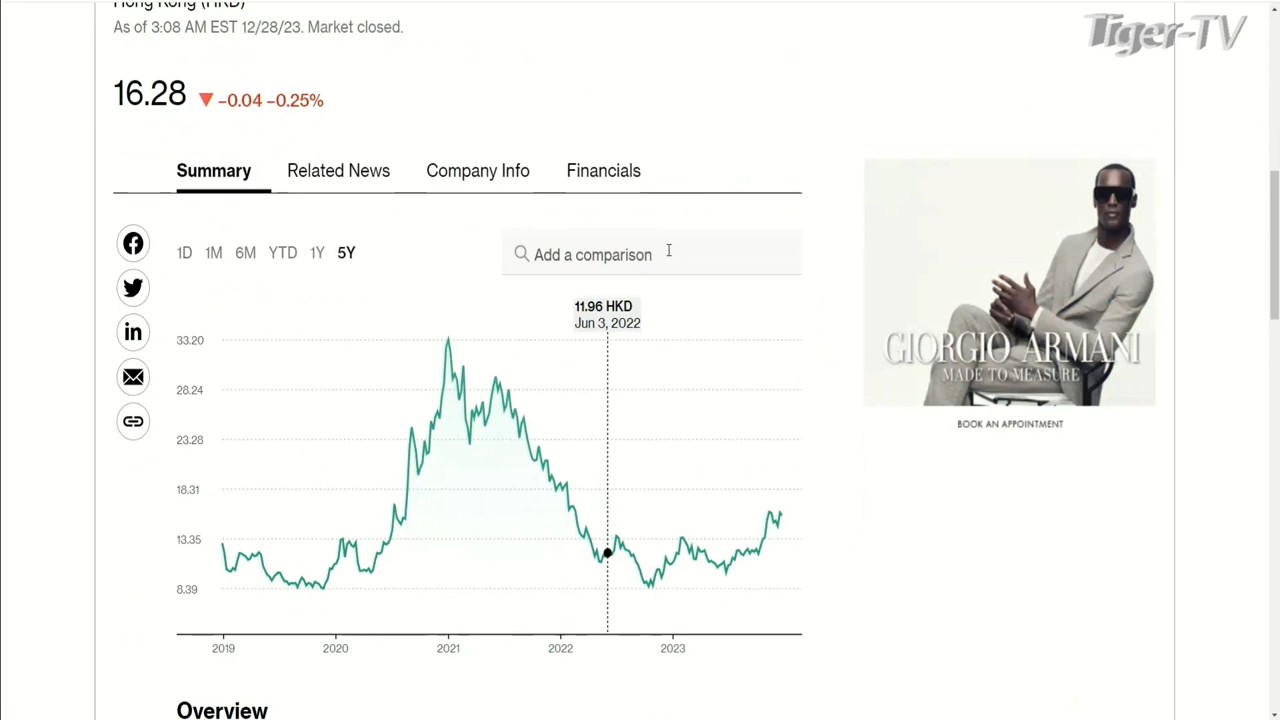 Hong Kong (HKD)
As of 3:08 AM EST 12/28/23. Market closed.
Tiger-TV
16.28 ▼ −0.04 −0.25%
Summary Related News Company Info Financials
1D 1M 6M YTD 1Y 5Y
Add a comparison
11.96 HKD
Jun 3, 2022
33.20
28.24
23.28
18.31
13.35
8.39
2019 2020 2021 2022 2023
GIORGIO ARMANI
MADE TO MEASURE
BOOK AN APPOINTMENT
Overview